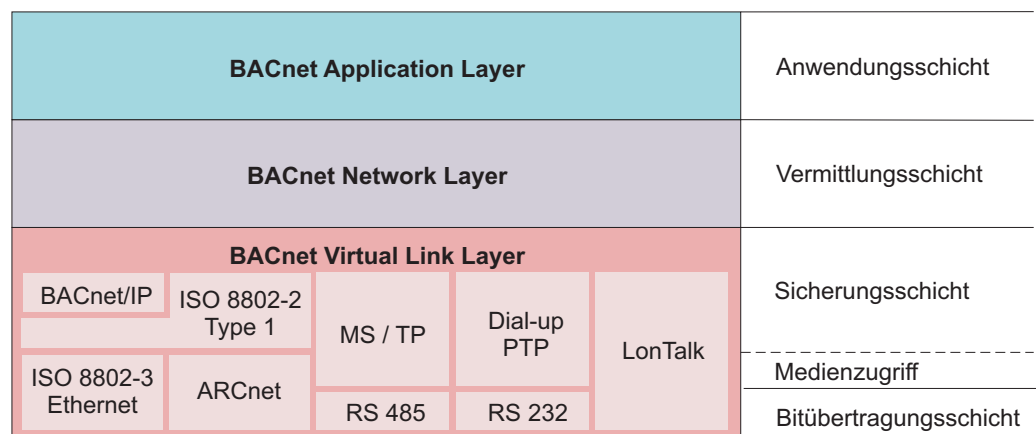 BACnet Application Layer
Anwendungsschicht
BACnet Network Layer
Vermittlungsschicht
BACnet Virtual Link Layer
BACnet/IP
ISO 8802-2
Type 1
MS / TP
Dial-up
PTP
LonTalk
Sicherungsschicht
ISO 8802-3
Ethernet
ARCnet
RS 485
RS 232
Medienzugriff
Bitübertragungsschicht